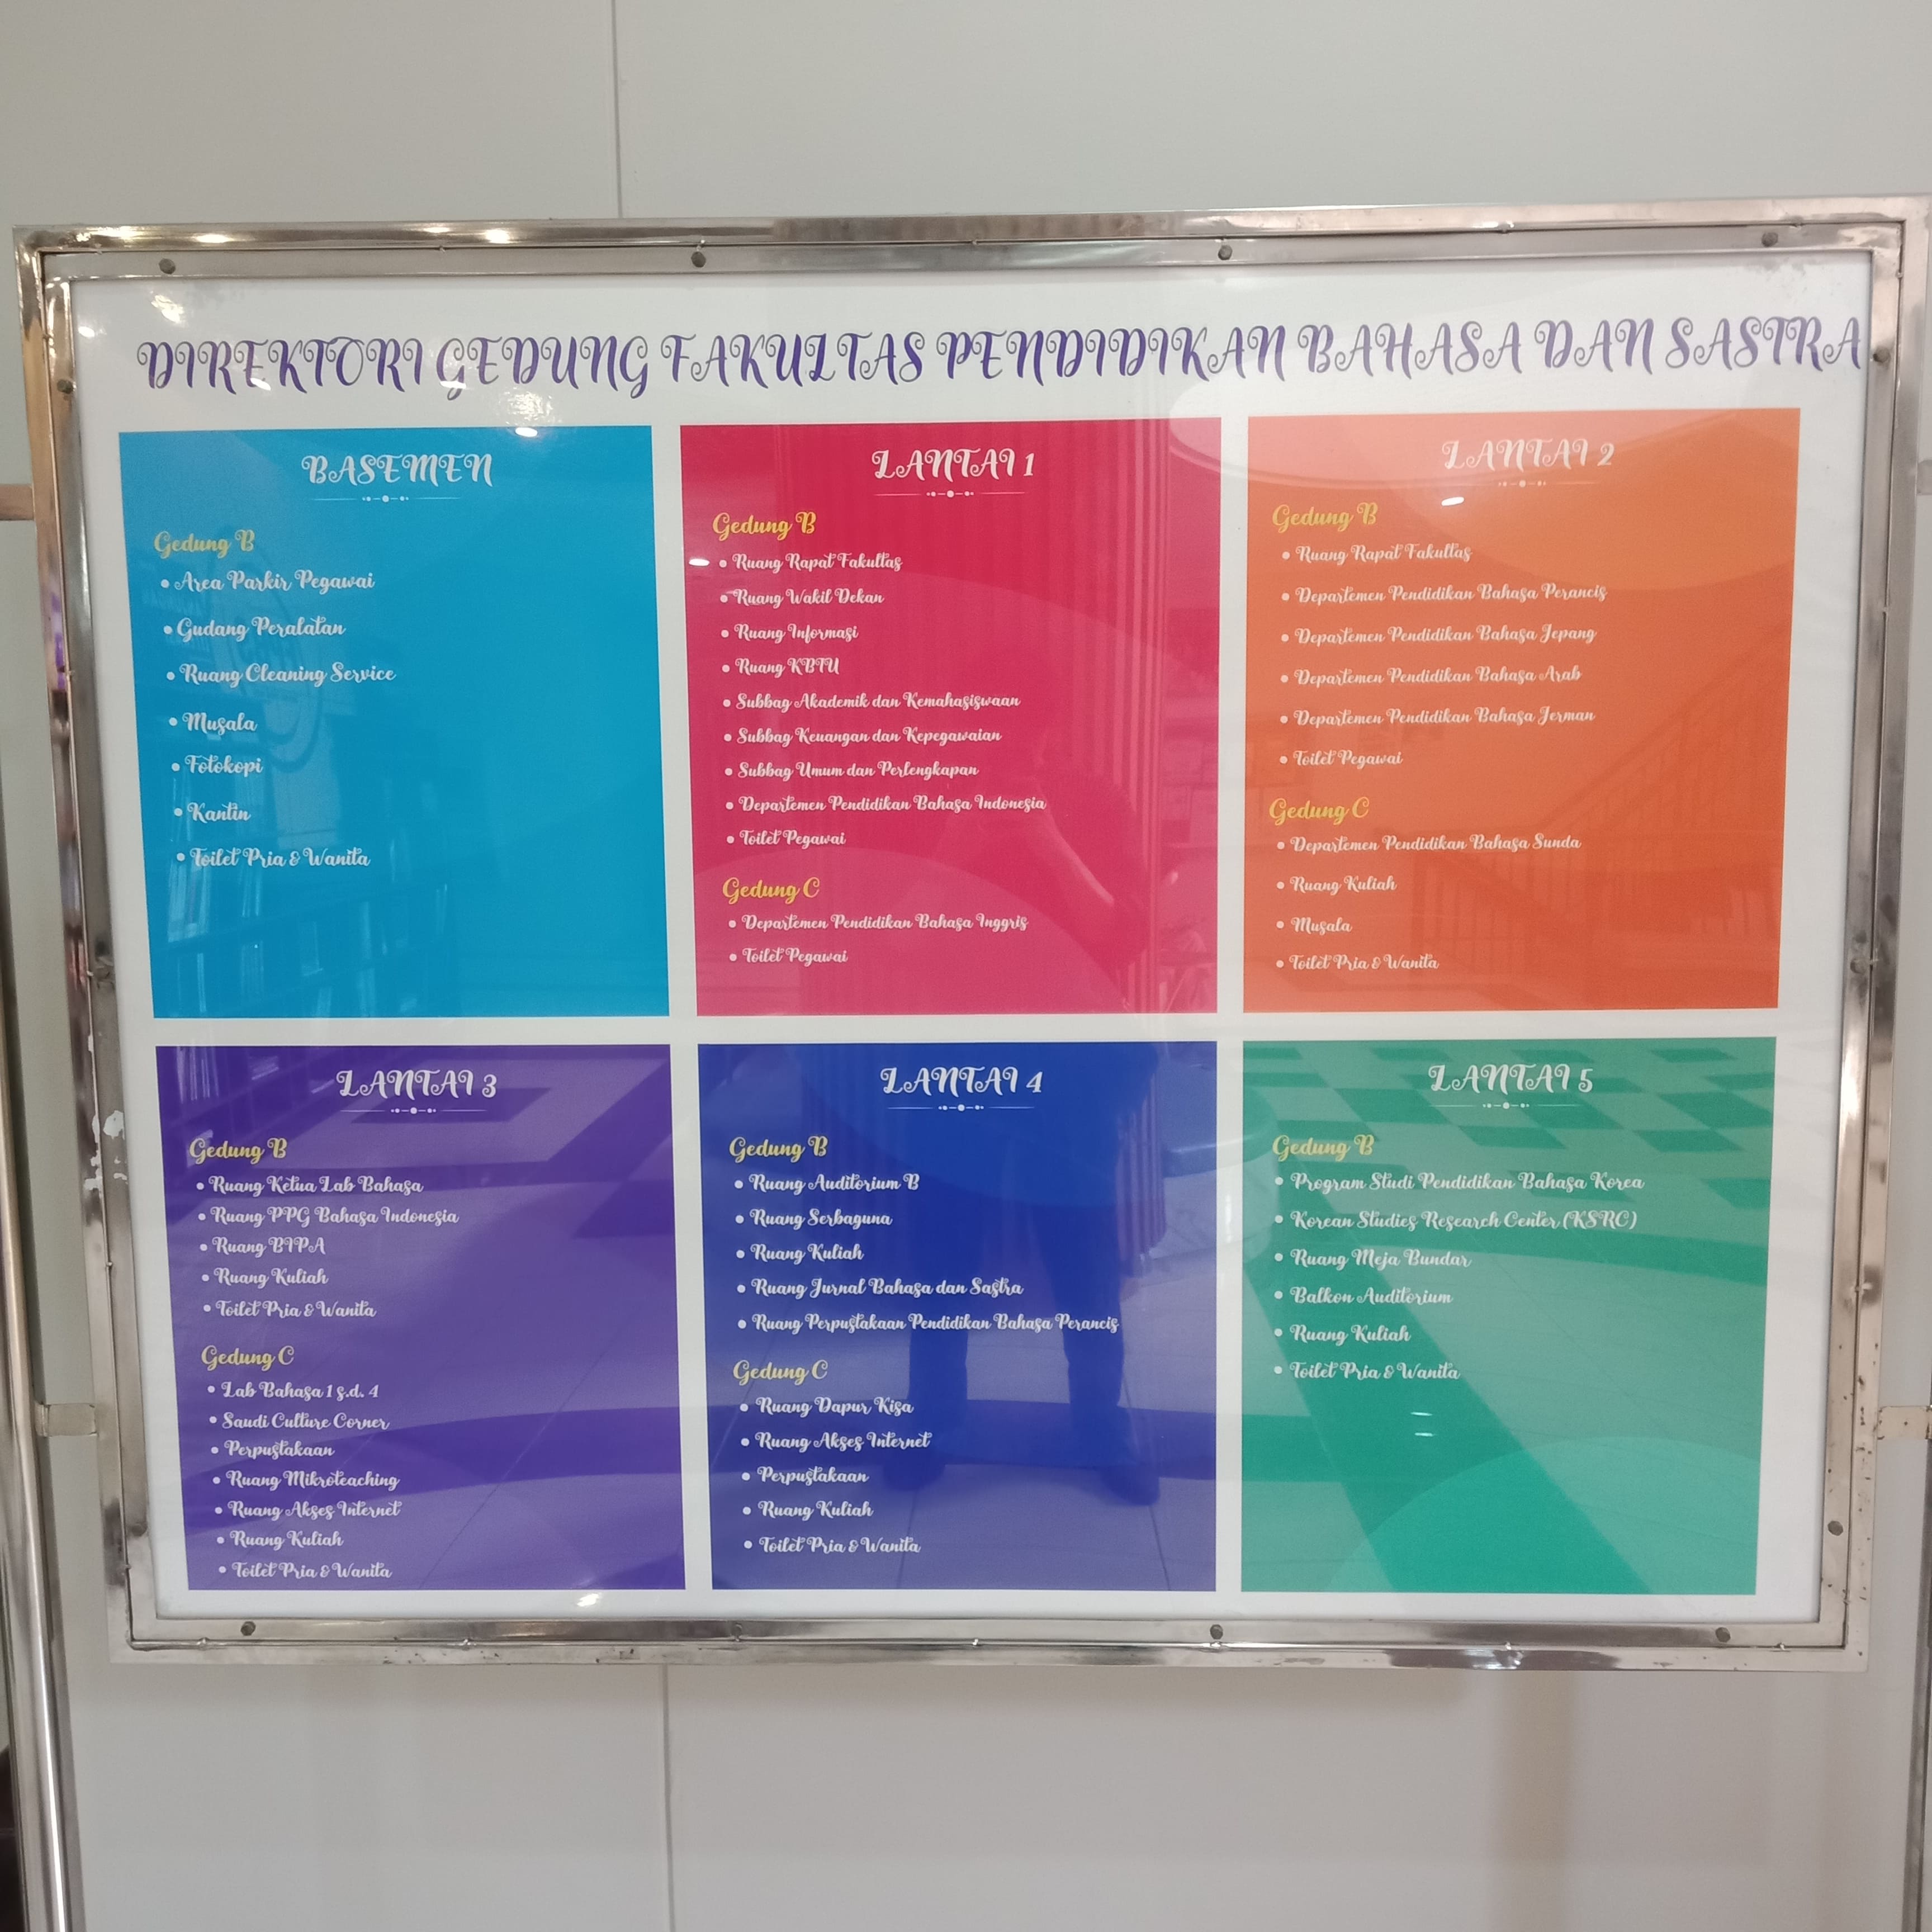 DIREKTORI GEDUNG FAKULTAS PENDIDIKAN BAHASA DAN SASTRA
BASEMEN
Gedung B
• Area Parkir Pegawai
• Gudang Peralatan
• Ruang Cleaning Service
• Musala
• Fotokopi
• Kantin
• Toilet Pria & Wanita
LANTAI 1
Gedung B
• Ruang Rapat Fakultas
• Ruang Wakil Dekan
• Ruang Informasi
• Ruang KBTU
• Subbag Akademik dan Kemahasiswaan
• Subbag Keuangan dan Kepegawaian
• Subbag Umum dan Perlengkapan
• Departemen Pendidikan Bahasa Indonesia
• Toilet Pegawai
Gedung C
• Departemen Pendidikan Bahasa Inggris
• Toilet Pegawai
LANTAI 2
Gedung B
• Ruang Rapat Fakultas
• Departemen Pendidikan Bahasa Perancis
• Departemen Pendidikan Bahasa Jepang
• Departemen Pendidikan Bahasa Arab
• Departemen Pendidikan Bahasa Jerman
• Toilet Pegawai
Gedung C
• Departemen Pendidikan Bahasa Sunda
• Ruang Kuliah
• Musala
• Toilet Pria & Wanita
LANTAI 3
Gedung B
• Ruang Ketua Lab Bahasa
• Ruang PPG Bahasa Indonesia
• Ruang BIPA
• Ruang Kuliah
• Toilet Pria & Wanita
Gedung C
• Lab Bahasa 1 s.d. 4
• Saudi Culture Corner
• Perpustakaan
• Ruang Mikroteaching
• Ruang Akses Internet
• Ruang Kuliah
• Toilet Pria & Wanita
LANTAI 4
Gedung B
• Ruang Auditorium B
• Ruang Serbaguna
• Ruang Kuliah
• Ruang Jurnal Bahasa dan Sastra
• Ruang Perpustakaan Pendidikan Bahasa Perancis
Gedung C
• Ruang Dapur Kisa
• Ruang Akses Internet
• Perpustakaan
• Ruang Kuliah
• Toilet Pria & Wanita
LANTAI 5
Gedung B
• Program Studi Pendidikan Bahasa Korea
• Korean Studies Research Center (KSRC)
• Ruang Meja Bundar
• Balkon Auditorium
• Ruang Kuliah
• Toilet Pria & Wanita